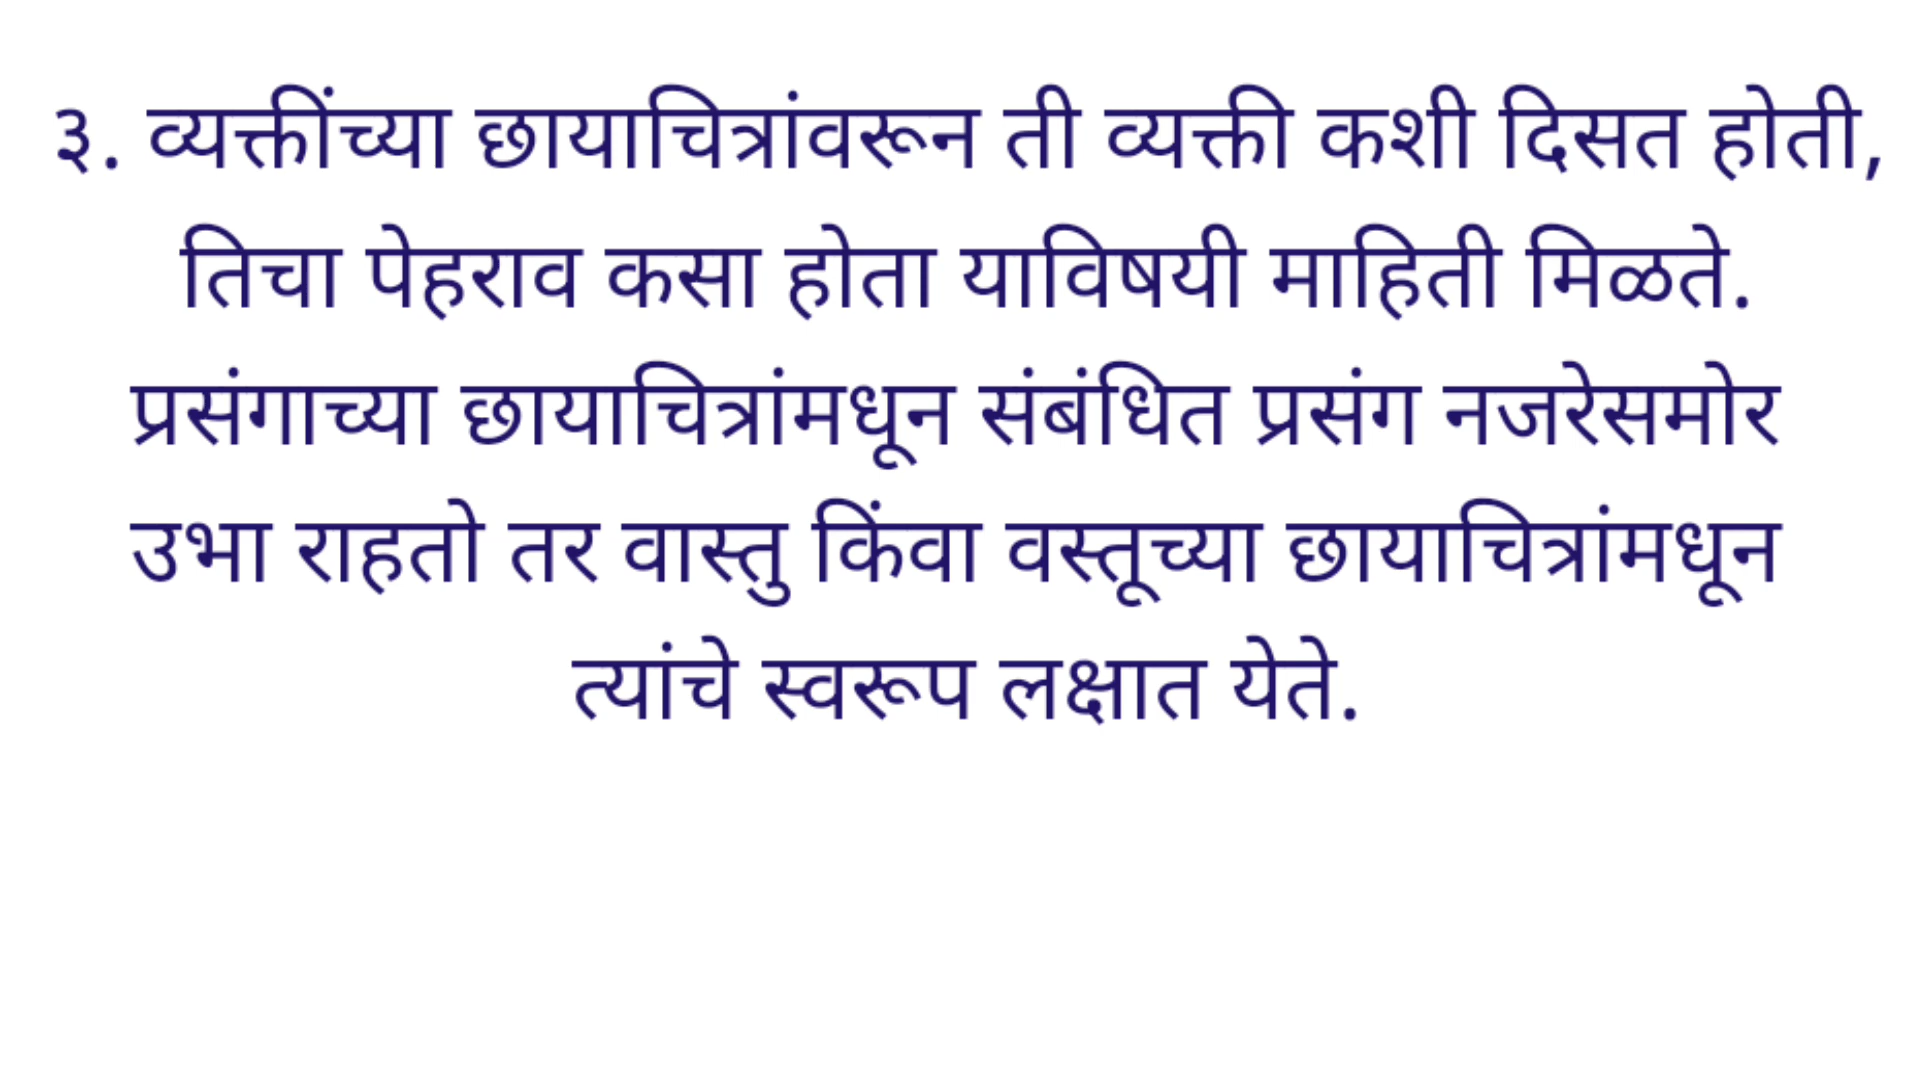 ३. व्यक्तींच्या छायाचित्रांवरून ती व्यक्ती कशी दिसत होती,
तिचा पेहराव कसा होता याविषयी माहिती मिळते.
प्रसंगाच्या छायाचित्रांमधून संबंधित प्रसंग नजरेसमोर
उभा राहतो तर वास्तु किंवा वस्तूच्या छायाचित्रांमधून
त्यांचे स्वरूप लक्षात येते.